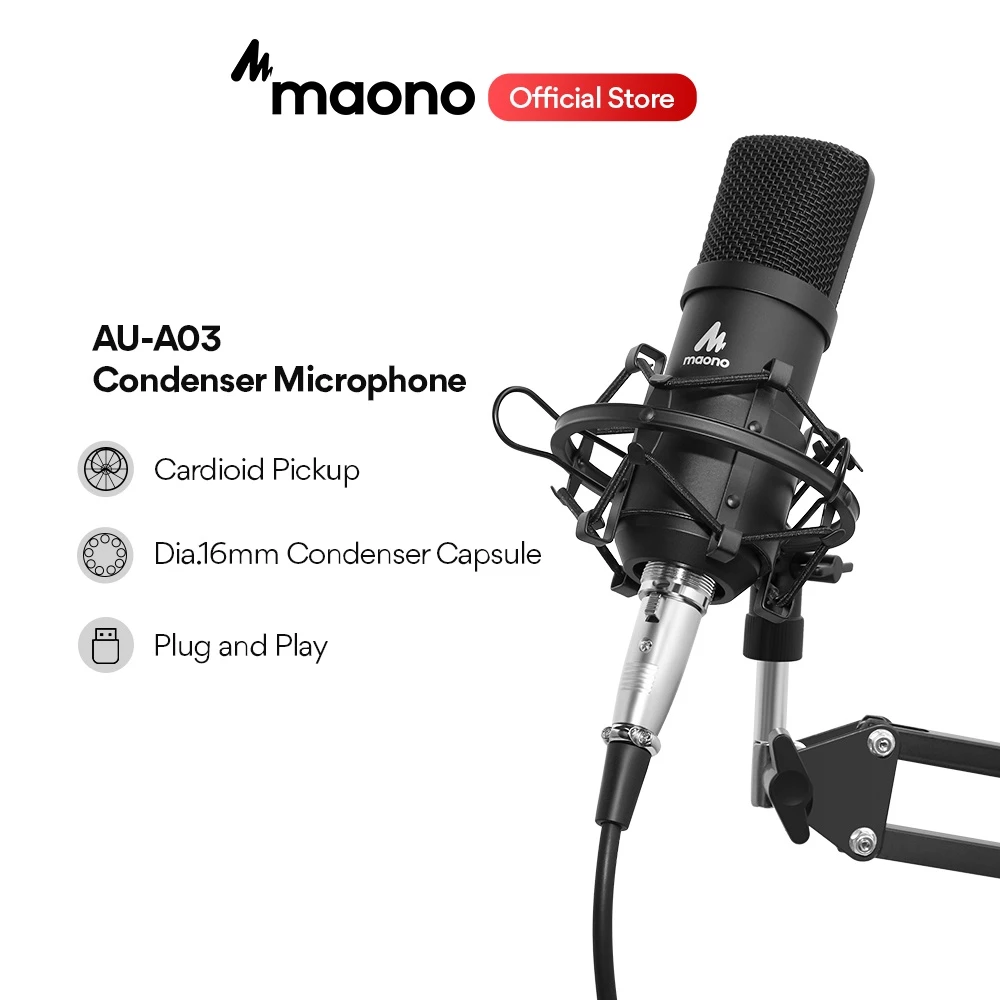 maono Official Store
AU-A03
Condenser Microphone
Cardioid Pickup
Dia.16mm Condenser Capsule
Plug and Play
maono